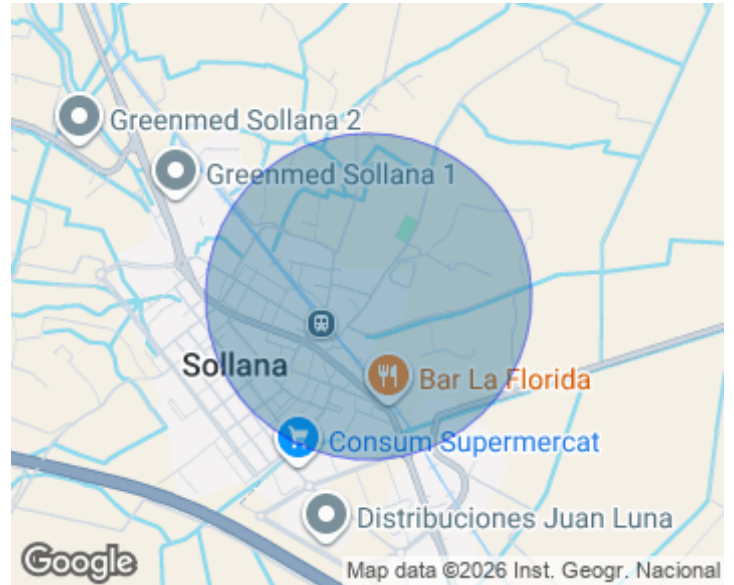 Greenmed Sollana 2
Greenmed Sollana 1
Sollana
Bar La Florida
Consum Supermercat
Distribuciones Juan Luna
Google
Map data ©2026 Inst. Geogr. Nacional